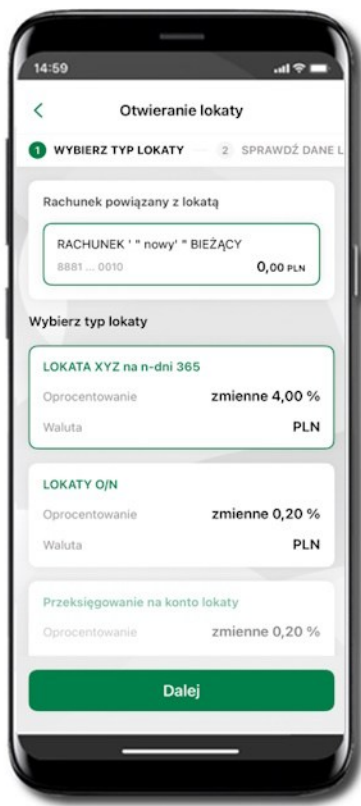 14:59
Otwieranie lokaty
1 WYBIERZ TYP LOKATY 2 SPRAWDŹ DANE L
Rachunek powiązany z lokatą
RACHUNEK ' " nowy' " BIEŻĄCY
8881 ... 0010 0,00 PLN
Wybierz typ lokaty
LOKATA XYZ na n-dni 365
Oprocentowanie zmienne 4,00 %
Waluta PLN
LOKATY O/N
Oprocentowanie zmienne 0,20 %
Waluta PLN
Przeksięgowanie na konto lokaty
Oprocentowanie zmienne 0,20 %
Dalej